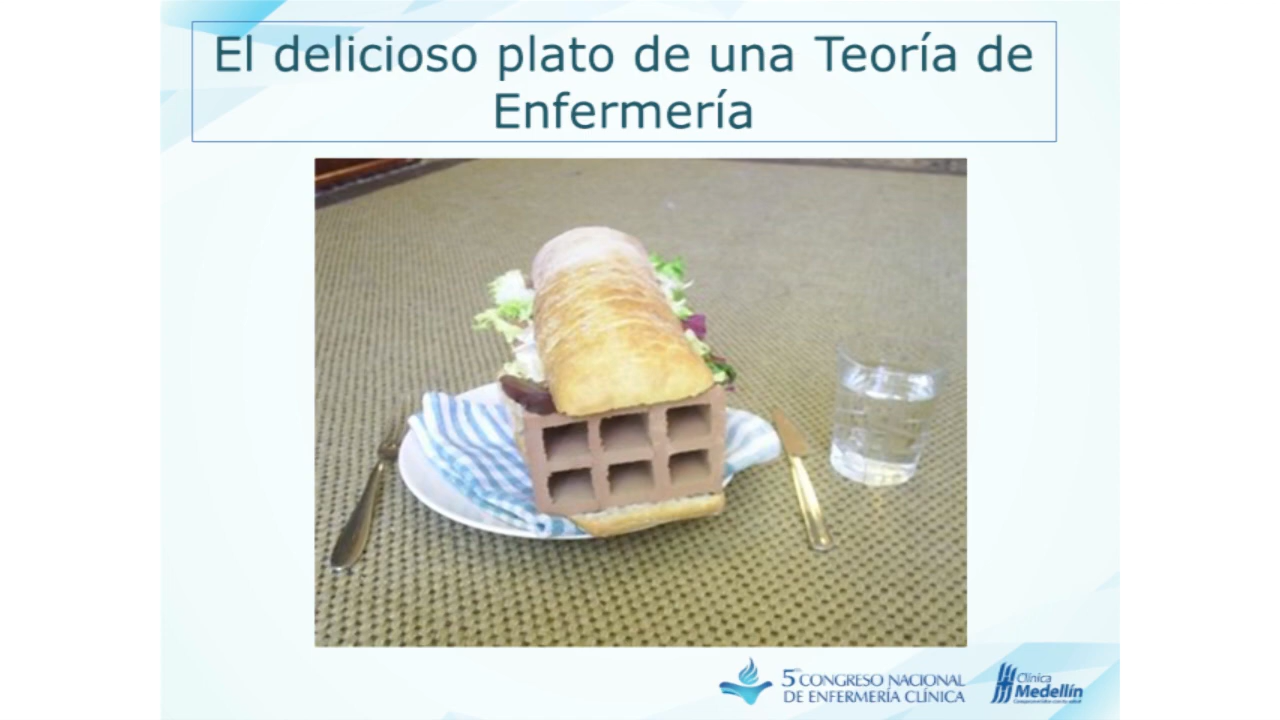 El delicioso plato de una Teoría de
Enfermería
5 CONGRESO NACIONAL
DE ENFERMERÍA CLÍNICA
Clínica
Medellín